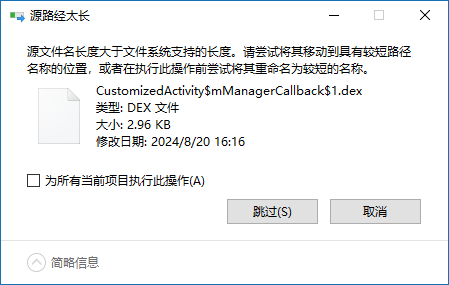 源路经太长
源文件名长度大于文件系统支持的长度。请尝试将其移动到具有较短路径
名称的位置，或者在执行此操作前尝试将其重命名为较短的名称。
CustomizedActivity$mManagerCallback$1.dex
类型: DEX 文件
大小: 2.96 KB
修改日期: 2024/8/20 16:16
为所有当前项目执行此操作(A)
跳过(S)
取消
简略信息